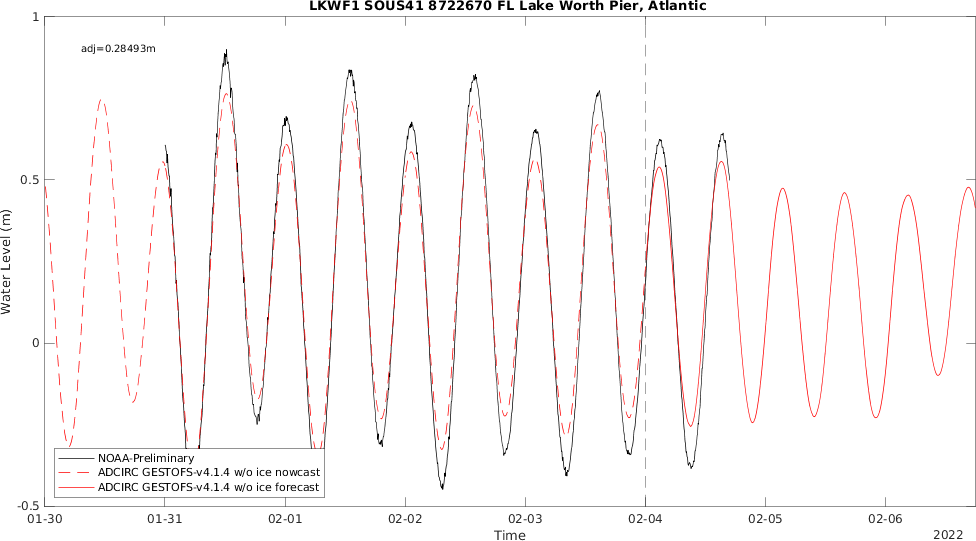 LKWF1 SOUS41 8722670 FL Lake Worth Pier, Atlantic
adj=0.28493m
1
0.5
0
-0.5
Water Level (m)
NOAA-Preliminary
ADCIRC GESTOFS-v4.1.4 w/o ice nowcast
ADCIRC GESTOFS-v4.1.4 w/o ice forecast
01-30 01-31 02-01 02-02 02-03 02-04 02-05 02-06
Time
2022